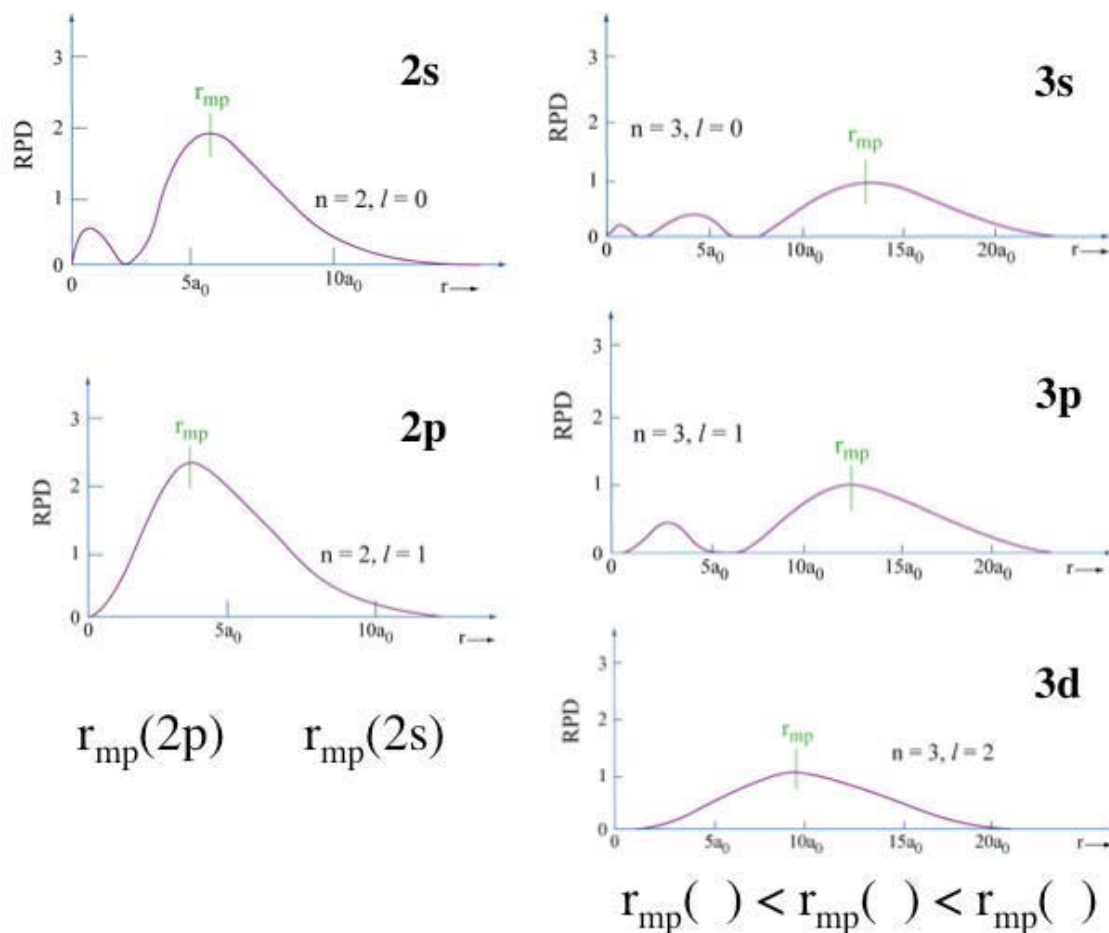 2s
3
r_mp
2
RPD
1
n = 2, l = 0
0
5a₀
10a₀
r→
2p
3
r_mp
2
RPD
1
n = 2, l = 1
0
0
5a₀
10a₀
r→
r_mp(2p) r_mp(2s)
3s
3
n = 3, l = 0
2
r_mp
RPD
1
0
0
5a₀
10a₀
15a₀
20a₀
r→
3p
3
2
n = 3, l = 1
r_mp
RPD
1
0
0
5a₀
10a₀
15a₀
20a₀
r→
3d
3
2
r_mp
RPD
n = 3, l = 2
1
0
0
5a₀
10a₀
15a₀
20a₀
r→
r_mp( ) < r_mp( ) < r_mp( )